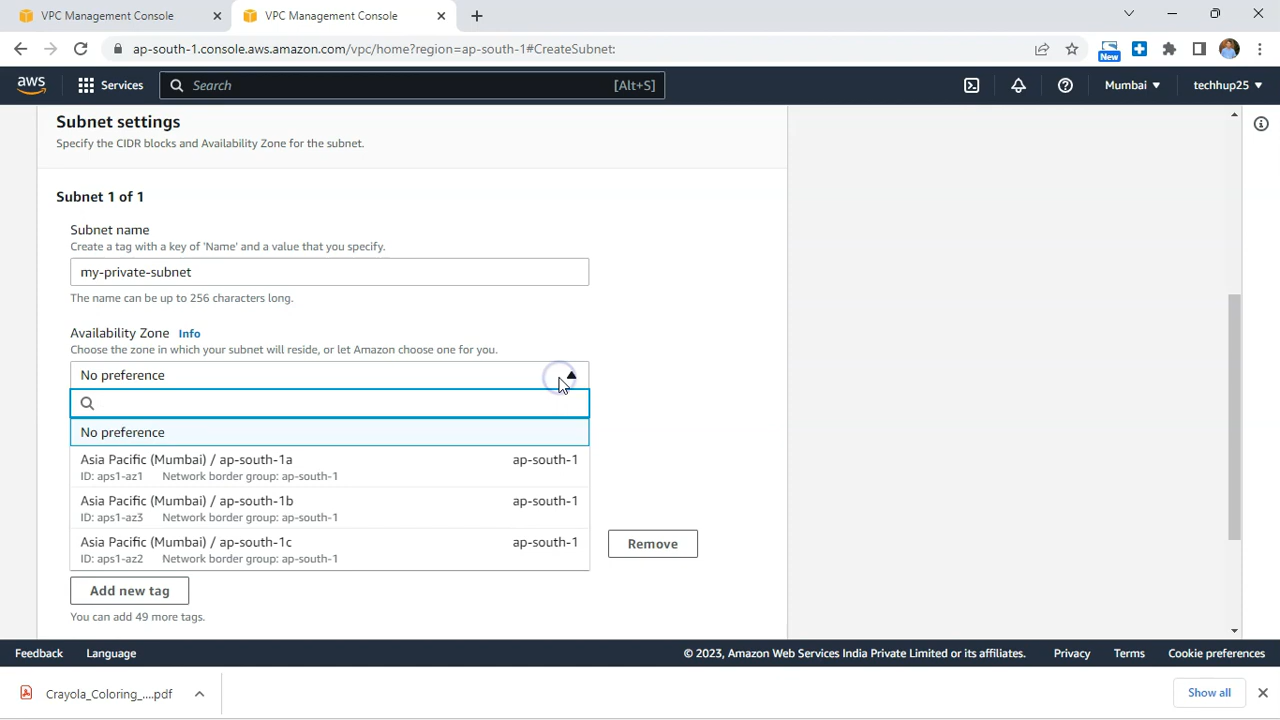 VPC Management Console
VPC Management Console
ap-south-1.console.aws.amazon.com/vpc/home?region=ap-south-1#CreateSubnet:
New
aws
Services
Search
[Alt+S]
Mumbai
techhup25
Subnet settings
Specify the CIDR blocks and Availability Zone for the subnet.
Subnet 1 of 1
Subnet name
Create a tag with a key of 'Name' and a value that you specify.
my-private-subnet
The name can be up to 256 characters long.
Availability Zone Info
Choose the zone in which your subnet will reside, or let Amazon choose one for you.
No preference
No preference
Asia Pacific (Mumbai) / ap-south-1a ap-south-1
ID: aps1-az1 Network border group: ap-south-1
Asia Pacific (Mumbai) / ap-south-1b ap-south-1
ID: aps1-az3 Network border group: ap-south-1
Asia Pacific (Mumbai) / ap-south-1c ap-south-1
ID: aps1-az2 Network border group: ap-south-1
Remove
Add new tag
You can add 49 more tags.
Feedback Language © 2023, Amazon Web Services India Private Limited or its affiliates. Privacy Terms Cookie preferences
Crayola_Coloring_....pdf
Show all